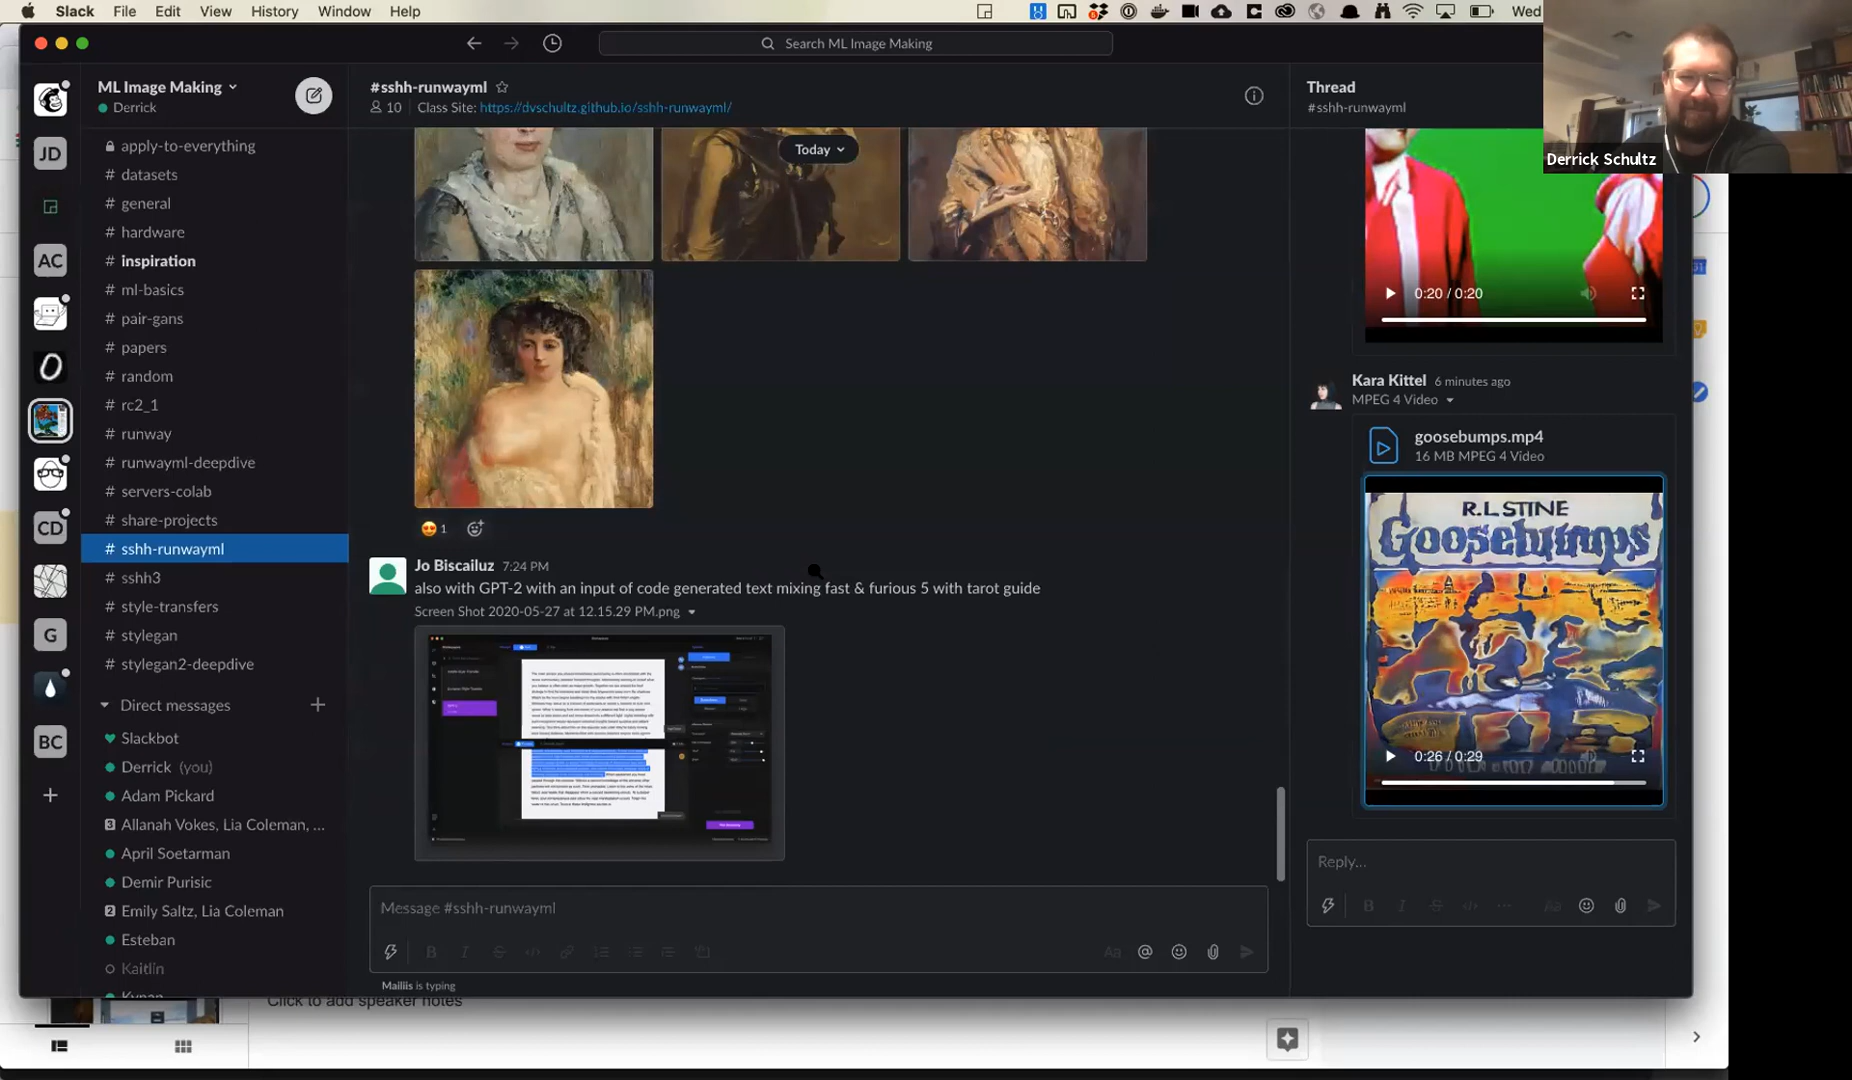 Slack File Edit View History Window Help
Wed
Search ML Image Making
ML Image Making
Derrick
JD
AC
CD
G
BC
apply-to-everything
# datasets
# general
# hardware
# inspiration
# ml-basics
# pair-gans
# papers
# random
# rc2_1
# runway
# runwayml-deepdive
# servers-colab
# share-projects
# sshh-runwayml
# sshh3
# style-transfers
# stylegan
# stylegan2-deepdive
Direct messages
Slackbot
Derrick (you)
Adam Pickard
3 Allanah Vokes, Lia Coleman, ...
April Soetarman
Demir Purisic
2 Emily Saltz, Lia Coleman
Esteban
Kaitlin
Kynan
#sshh-runwayml
10 Class Site: https://dvschultz.github.io/sshh-runwayml/
Today
1
Jo Biscailuz 7:24 PM
also with GPT-2 with an input of code generated text mixing fast & furious 5 with tarot guide
Screen Shot 2020-05-27 at 12.15.29 PM.png
Message #sshh-runwayml
Aa
Maillis is typing
Click to add speaker notes
Thread
#sshh-runwayml
Derrick Schultz
0:20 / 0:20
Kara Kittel 6 minutes ago
MPEG 4 Video
goosebumps.mp4
16 MB MPEG 4 Video
R.L STINE
Goosebumps
0:26 / 0:29
Reply...